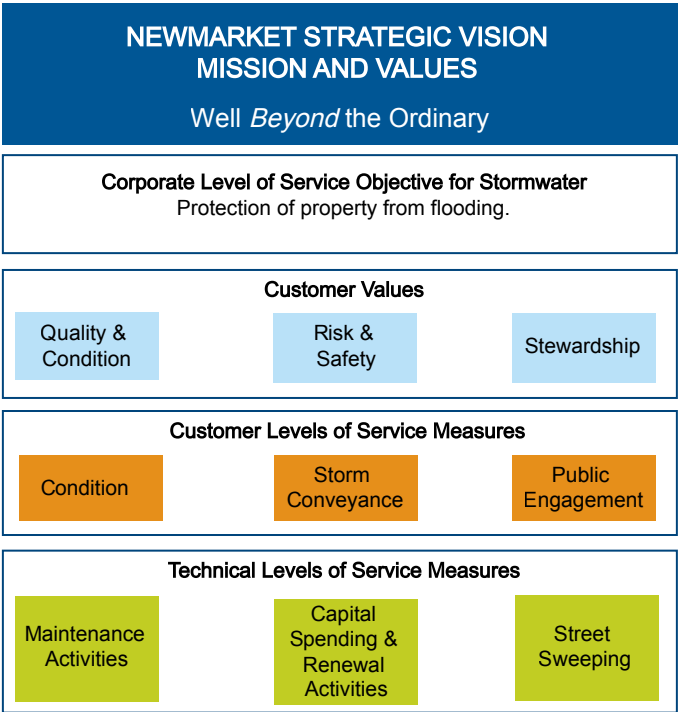 NEWMARKET STRATEGIC VISION
MISSION AND VALUES
Well Beyond the Ordinary
Corporate Level of Service Objective for Stormwater
Protection of property from flooding.
Customer Values
Quality &
Condition
Risk &
Safety
Stewardship
Customer Levels of Service Measures
Condition
Storm
Conveyance
Public
Engagement
Technical Levels of Service Measures
Maintenance
Activities
Capital
Spending &
Renewal
Activities
Street
Sweeping